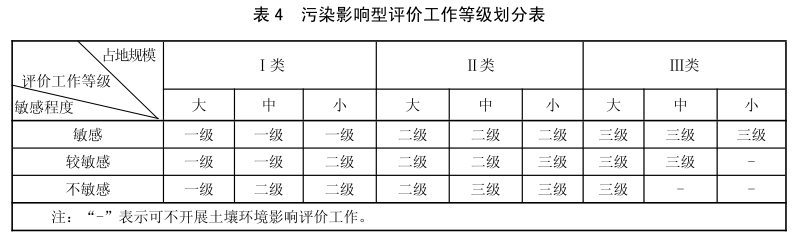 表 4 污染影响型评价工作等级划分表
占地规模
评价工作等级
敏感程度
Ⅰ类 Ⅱ类 Ⅲ类
大 中 小 大 中 小 大 中 小
敏感 一级 一级 一级 二级 二级 二级 三级 三级 三级
较敏感 一级 一级 二级 二级 二级 三级 三级 三级 -
不敏感 一级 二级 二级 二级 三级 三级 三级 - -
注：“-”表示可不开展土壤环境影响评价工作。